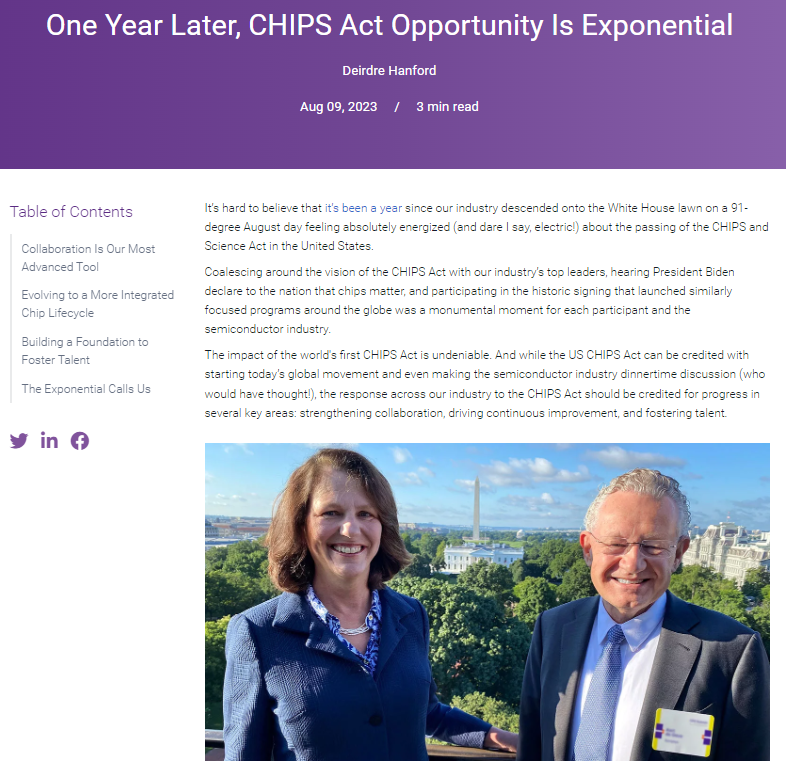 One Year Later, CHIPS Act Opportunity Is Exponential
Deirdre Hanford
Aug 09, 2023 / 3 min read
Table of Contents
Collaboration Is Our Most
Advanced Tool
Evolving to a More Integrated
Chip Lifecycle
Building a Foundation to
Foster Talent
The Exponential Calls Us
It's hard to believe that it's been a year since our industry descended onto the White House lawn on a 91-
degree August day feeling absolutely energized (and dare I say, electric!) about the passing of the CHIPS and
Science Act in the United States.
Coalescing around the vision of the CHIPS Act with our industry's top leaders, hearing President Biden
declare to the nation that chips matter, and participating in the historic signing that launched similarly
focused programs around the globe was a monumental moment for each participant and the
semiconductor industry.
The impact of the world's first CHIPS Act is undeniable. And while the US CHIPS Act can be credited with
starting today's global movement and even making the semiconductor industry dinnertime discussion (who
would have thought!), the response across our industry to the CHIPS Act should be credited for progress in
several key areas: strengthening collaboration, driving continuous improvement, and fostering talent.